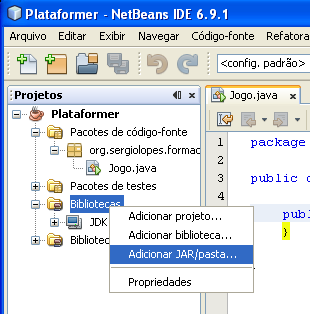 Plataformer - NetBeans IDE 6.9.1
Arquivo Editar Exibir Navegar Código-fonte Refatora
<config. padrão>
Projetos
Jogo.java
Plataformer
Pacotes de código-fonte
org.sergiolopes.formac
Jogo.java
Pacotes de testes
Bibliotecas
JDK
Bibliotec
Adicionar projeto...
Adicionar biblioteca...
Adicionar JAR/pasta...
Propriedades
1 package
2
3 public
4
publ
}